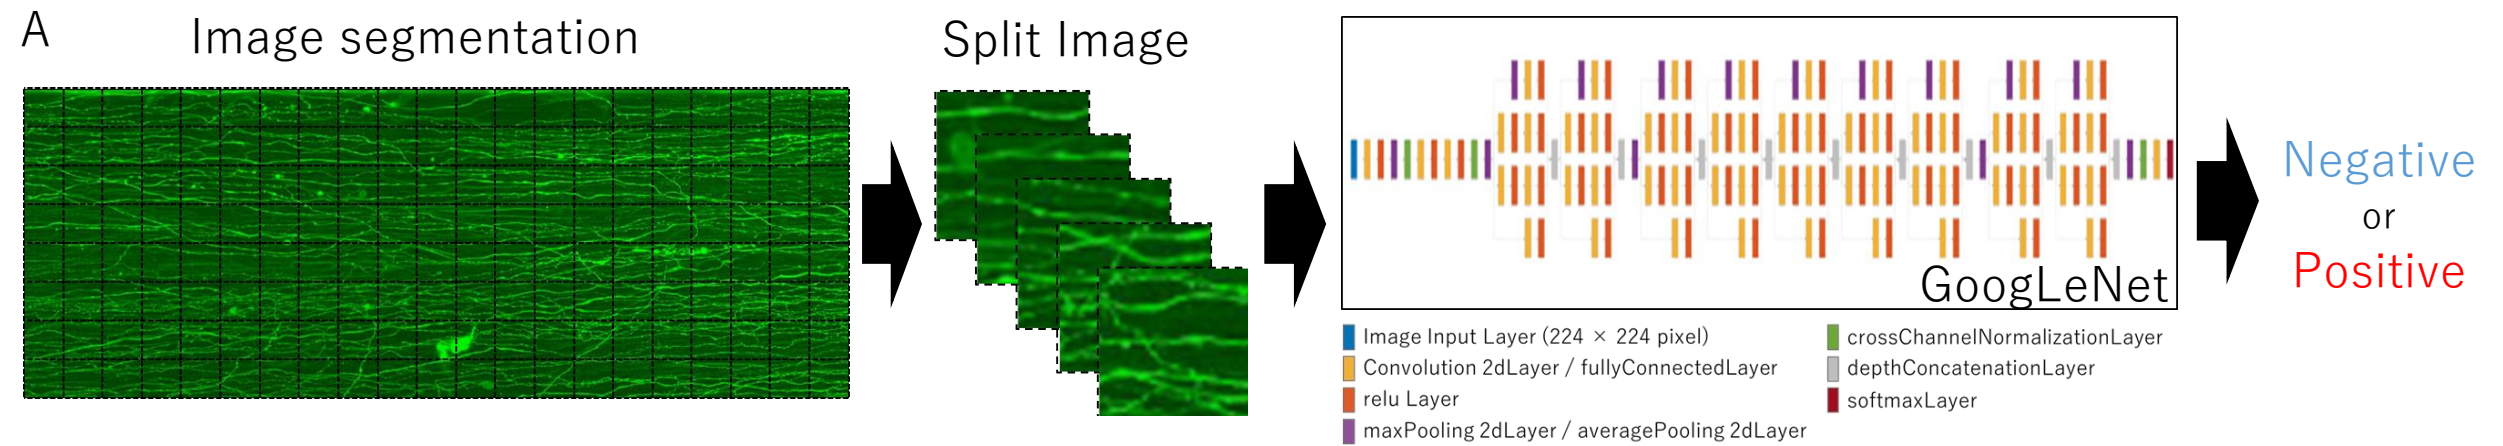 A
Image segmentation
Split Image
GoogLeNet
Negative
or
Positive
Image Input Layer (224 × 224 pixel)
Convolution 2dLayer / fullyConnectedLayer
relu Layer
maxPooling 2dLayer / averagePooling 2dLayer
crossChannelNormalizationLayer
depthConcatenationLayer
softmaxLayer